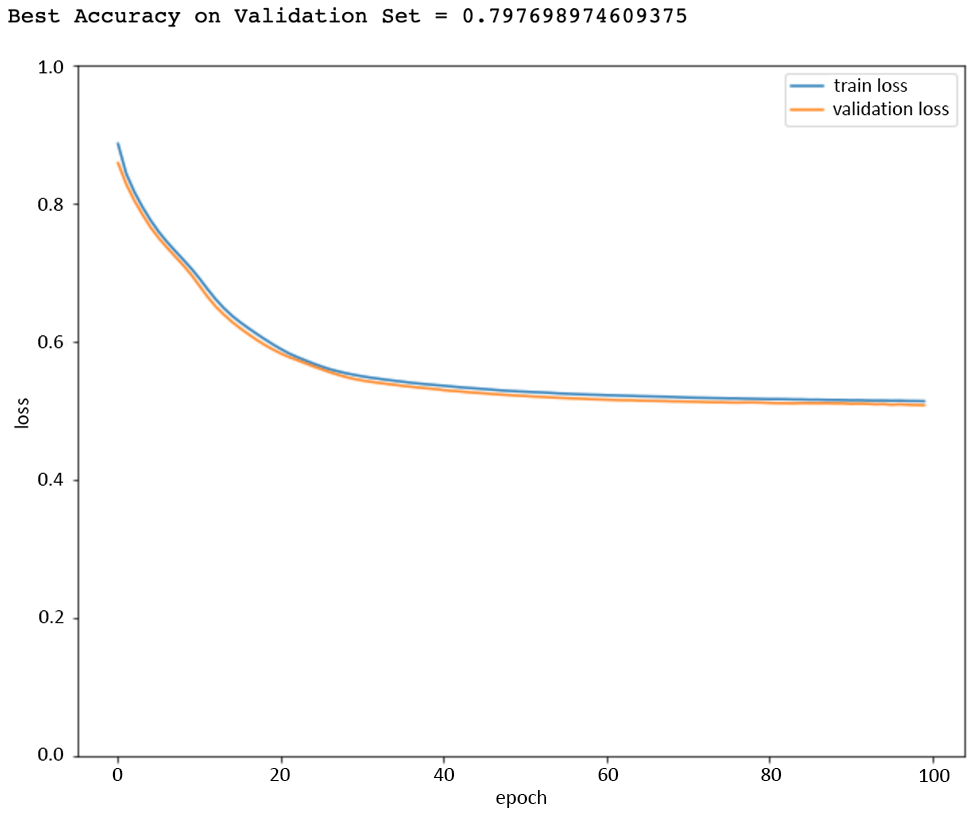 Best Accuracy on Validation Set = 0.797698974609375
1.0
train loss
validation loss
0.8
0.6
loss
0.4
0.2
0.0
0 20 40 60 80 100
epoch